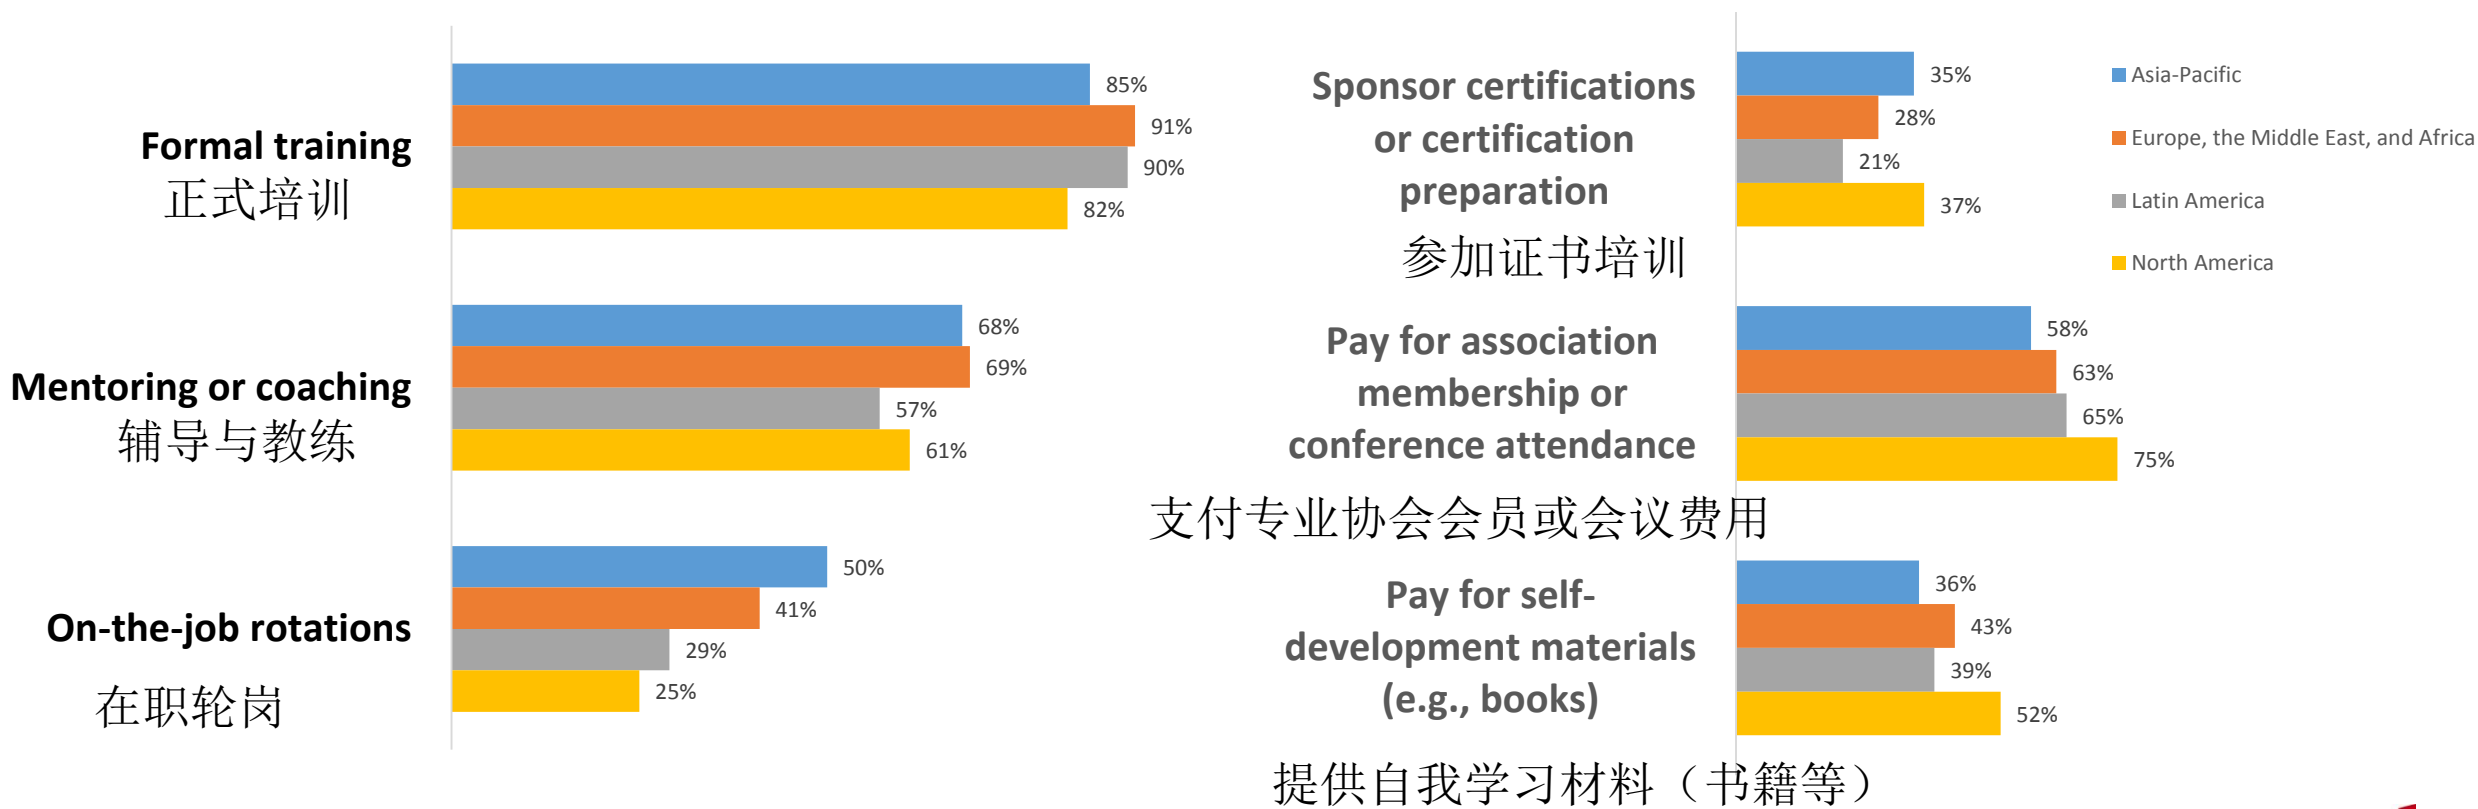 Formal training
正式培训
85%
91%
90%
82%
Mentoring or coaching
辅导与教练
68%
69%
57%
61%
On-the-job rotations
在职轮岗
50%
41%
29%
25%
Sponsor certifications
or certification
preparation
参加证书培训
35%
28%
21%
37%
Pay for association
membership or
conference attendance
支付专业协会会员或会议费用
58%
63%
65%
75%
Pay for self-
development materials
(e.g., books)
提供自我学习材料（书籍等）
36%
43%
39%
52%
Asia-Pacific
Europe, the Middle East, and Africa
Latin America
North America